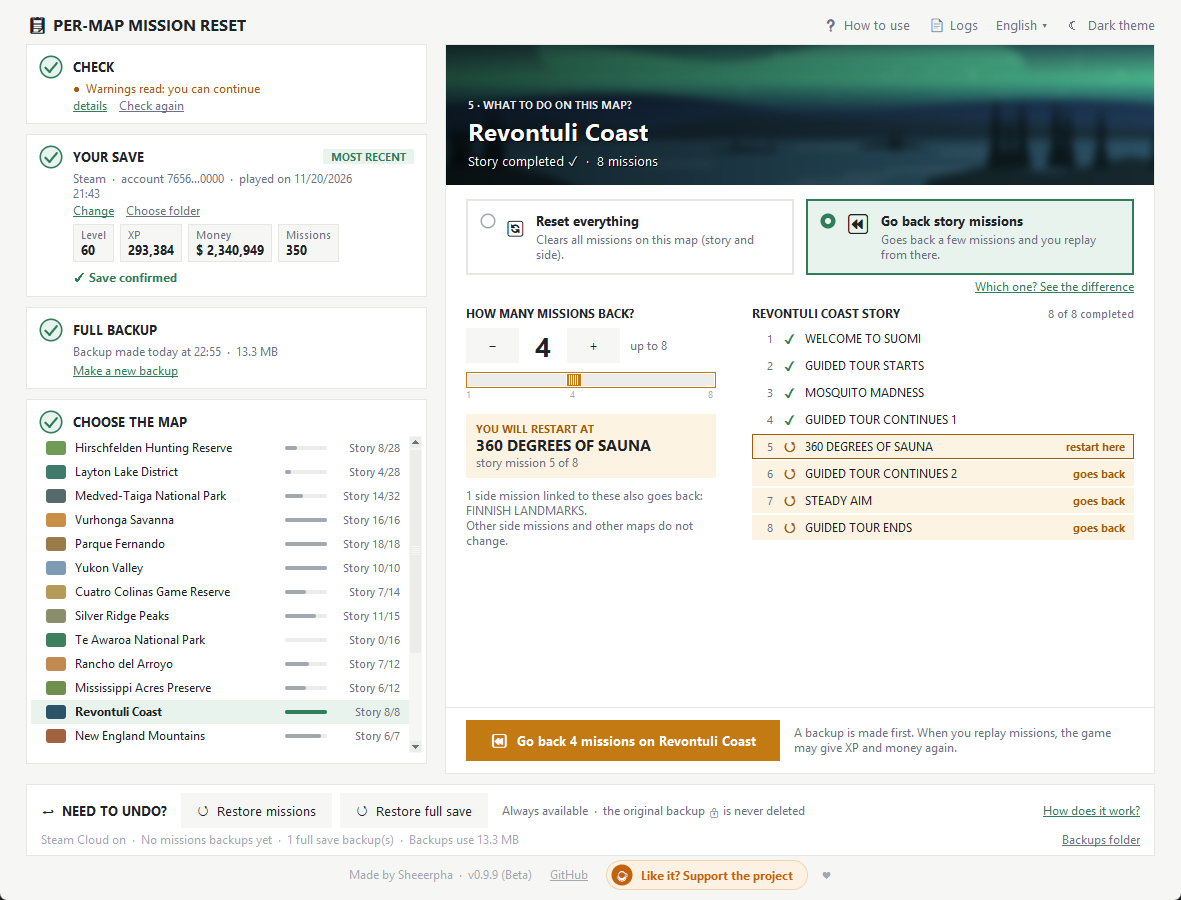 PER-MAP MISSION RESET
? How to use
Logs
English ▾
Dark theme
CHECK
● Warnings read: you can continue
details Check again
YOUR SAVE
MOST RECENT
Steam · account 7656...0000 · played on 11/20/2026
21:43
Change Choose folder
Level
60
XP
293,384
Money
$ 2,340,949
Missions
350
✓ Save confirmed
FULL BACKUP
Backup made today at 22:55 · 13.3 MB
Make a new backup
CHOOSE THE MAP
Hirschfelden Hunting Reserve Story 8/28
Layton Lake District Story 4/28
Medved-Taiga National Park Story 14/32
Vurhonga Savanna Story 16/16
Parque Fernando Story 18/18
Yukon Valley Story 10/10
Cuatro Colinas Game Reserve Story 7/14
Silver Ridge Peaks Story 11/15
Te Awaroa National Park Story 0/16
Rancho del Arroyo Story 7/12
Mississippi Acres Preserve Story 6/12
Revontuli Coast Story 8/8
New England Mountains Story 6/7
5 · WHAT TO DO ON THIS MAP?
Revontuli Coast
Story completed ✓ · 8 missions
Reset everything
Clears all missions on this map (story and
side).
Go back story missions
Goes back a few missions and you replay
from there.
Which one? See the difference
HOW MANY MISSIONS BACK?
− 4 + up to 8
1 4 8
YOU WILL RESTART AT
360 DEGREES OF SAUNA
story mission 5 of 8
1 side mission linked to these also goes back:
FINNISH LANDMARKS.
Other side missions and other maps do not
change.
REVONTULI COAST STORY 8 of 8 completed
1 ✓ WELCOME TO SUOMI
2 ✓ GUIDED TOUR STARTS
3 ✓ MOSQUITO MADNESS
4 ✓ GUIDED TOUR CONTINUES 1
5 360 DEGREES OF SAUNA restart here
6 GUIDED TOUR CONTINUES 2 goes back
7 STEADY AIM goes back
8 GUIDED TOUR ENDS goes back
Go back 4 missions on Revontuli Coast
A backup is made first. When you replay missions, the game
may give XP and money again.
NEED TO UNDO?
Restore missions
Restore full save
Always available · the original backup is never deleted
How does it work?
Steam Cloud on · No missions backups yet · 1 full save backup(s) · Backups use 13.3 MB
Backups folder
Made by Sheeerpha · v0.9.9 (Beta) GitHub Like it? Support the project ♥